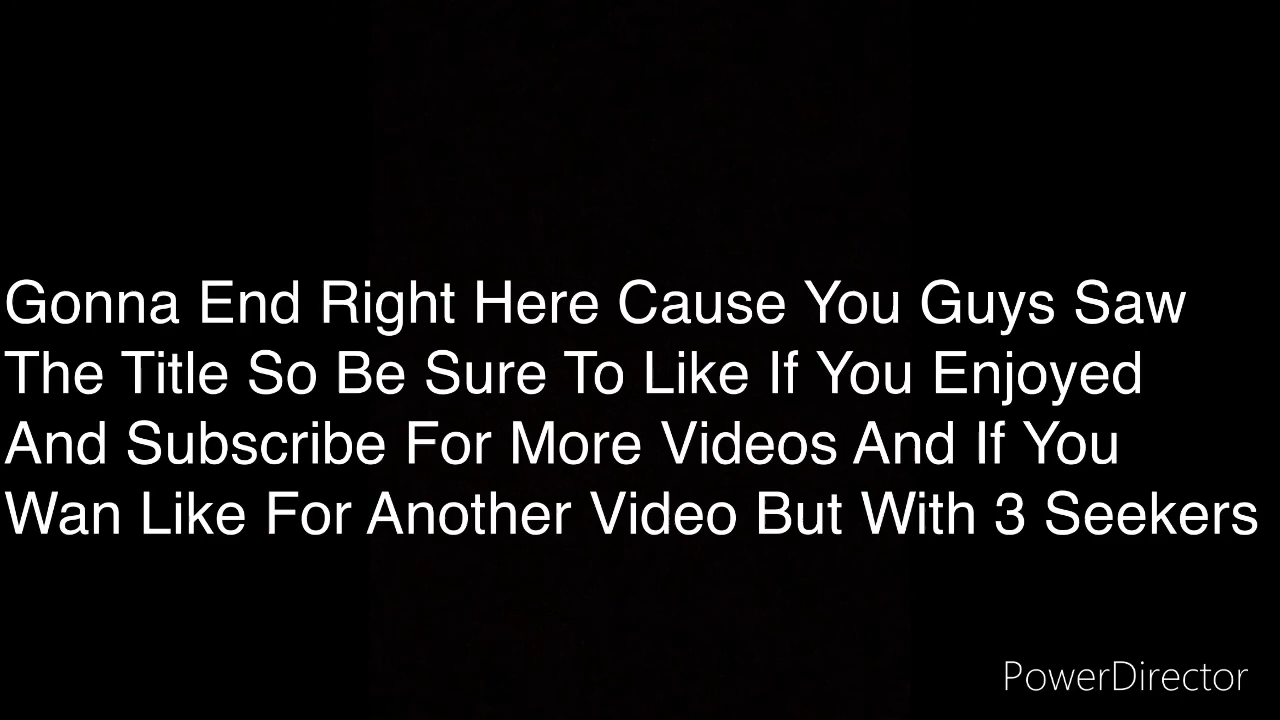 Gonna End Right Here Cause You Guys Saw
The Title So Be Sure To Like If You Enjoyed
And Subscribe For More Videos And If You
Wan Like For Another Video But With 3 Seekers
PowerDirector